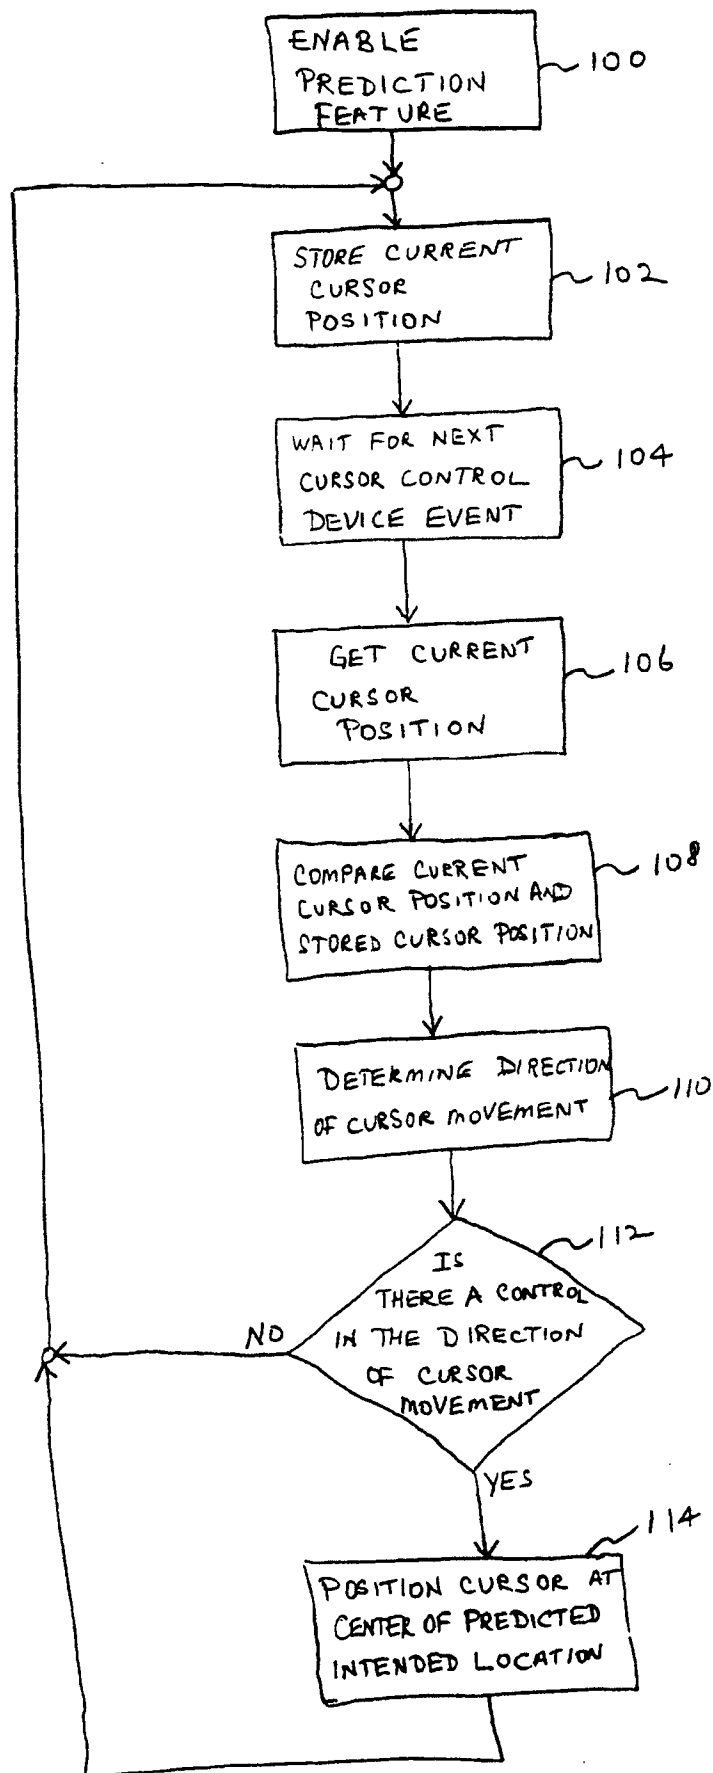 ENABLE
PREDICTION
FEATURE
100
STORE CURRENT
CURSOR
POSITION
102
WAIT FOR NEXT
CURSOR CONTROL
DEVICE EVENT
104
GET CURRENT
CURSOR
POSITION
106
COMPARE CURRENT
CURSOR POSITION AND
STORED CURSOR POSITION
108
DETERMINE DIRECTION
OF CURSOR MOVEMENT
110
IS
THERE A CONTROL
IN THE DIRECTION
OF CURSOR
MOVEMENT
112
NO
YES
POSITION CURSOR AT
CENTER OF PREDICTED
INTENDED LOCATION
114